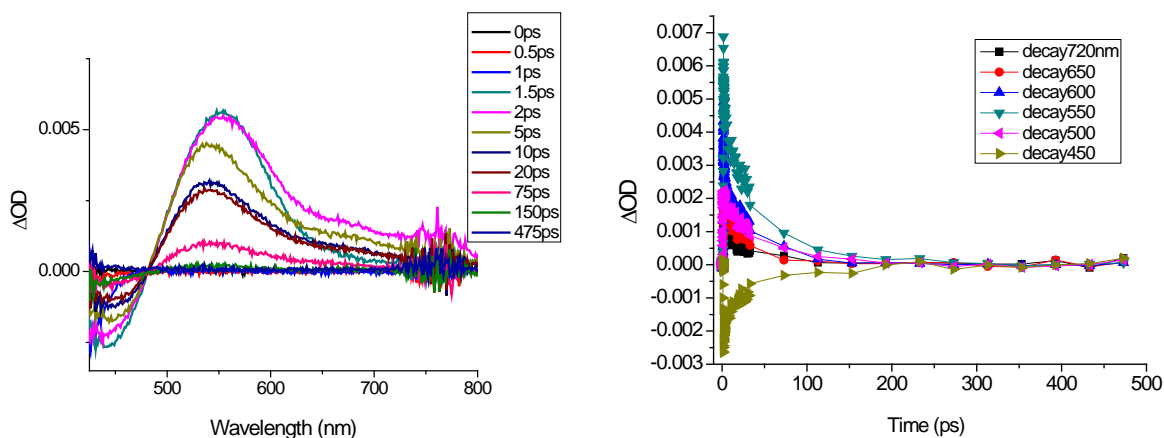 0ps
0.5ps
1ps
1.5ps
2ps
5ps
10ps
20ps
75ps
150ps
475ps
0.005
0.000
ΔOD
500
600
700
800
Wavelength (nm)
0.007
0.006
0.005
0.004
0.003
0.002
0.001
0.000
-0.001
-0.002
-0.003
ΔOD
decay720nm
decay650
decay600
decay550
decay500
decay450
0
100
200
300
400
500
Time (ps)